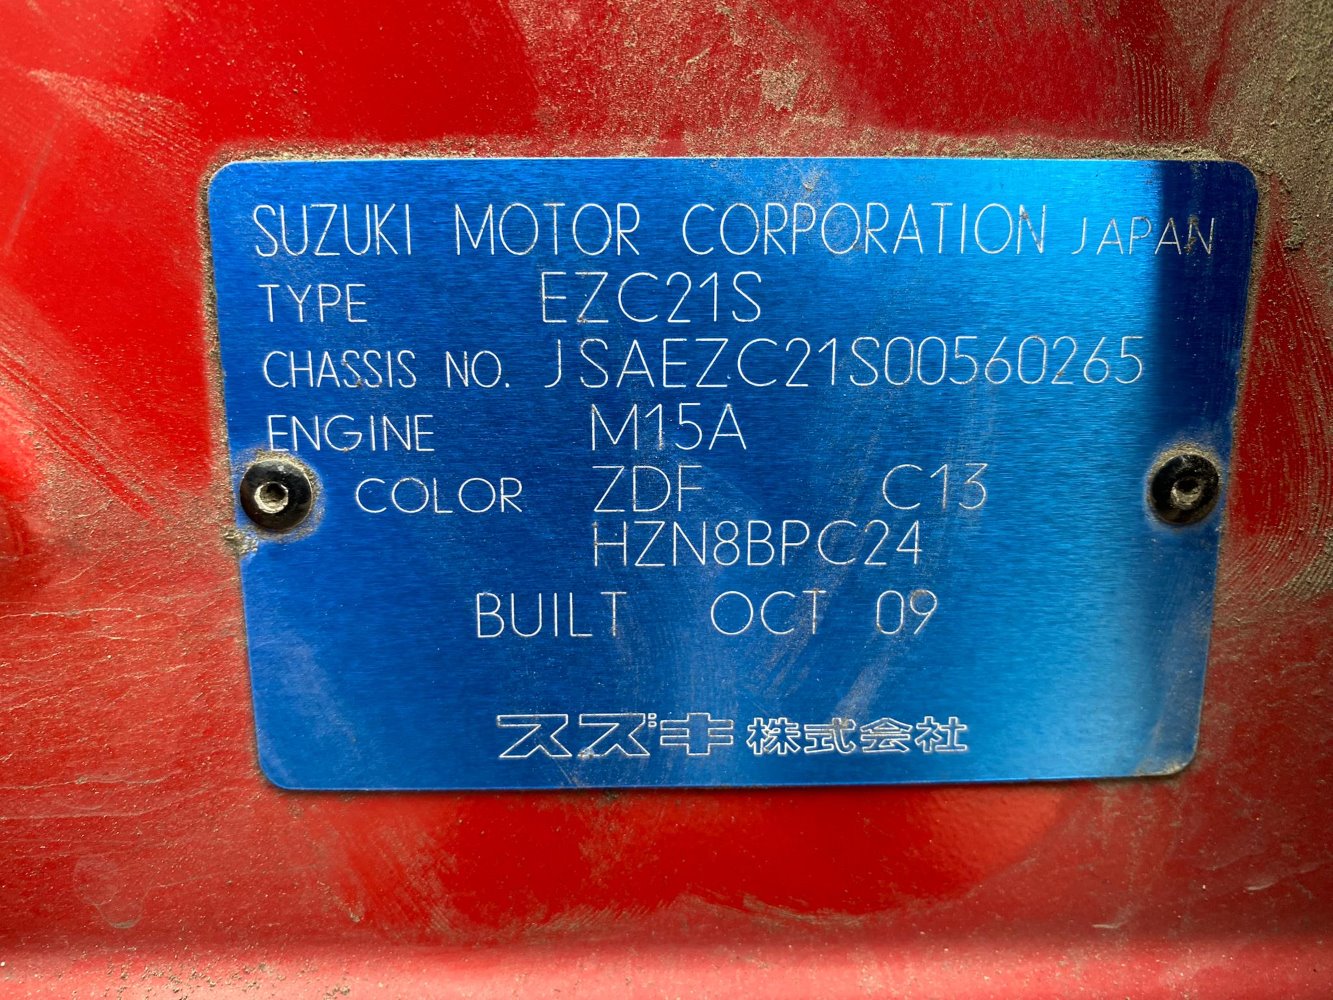 SUZUKI MOTOR CORPORATION JAPAN
TYPE EZC21S
CHASSIS NO. JSAEZC21S00560265
ENGINE M15A
COLOR ZDF C13
HZN8BPC24
BUILT OCT 09
スズキ株式会社